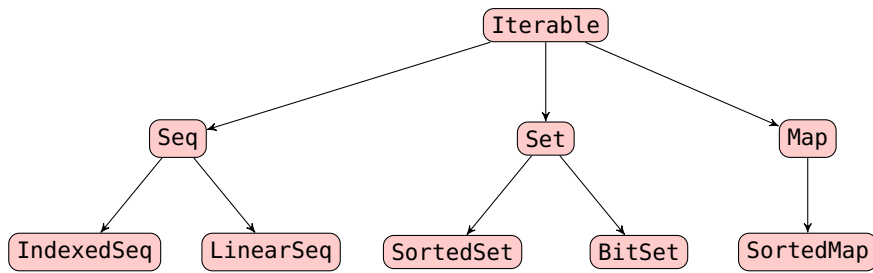 Iterable
Seq
Set
Map
IndexedSeq
LinearSeq
SortedSet
BitSet
SortedMap